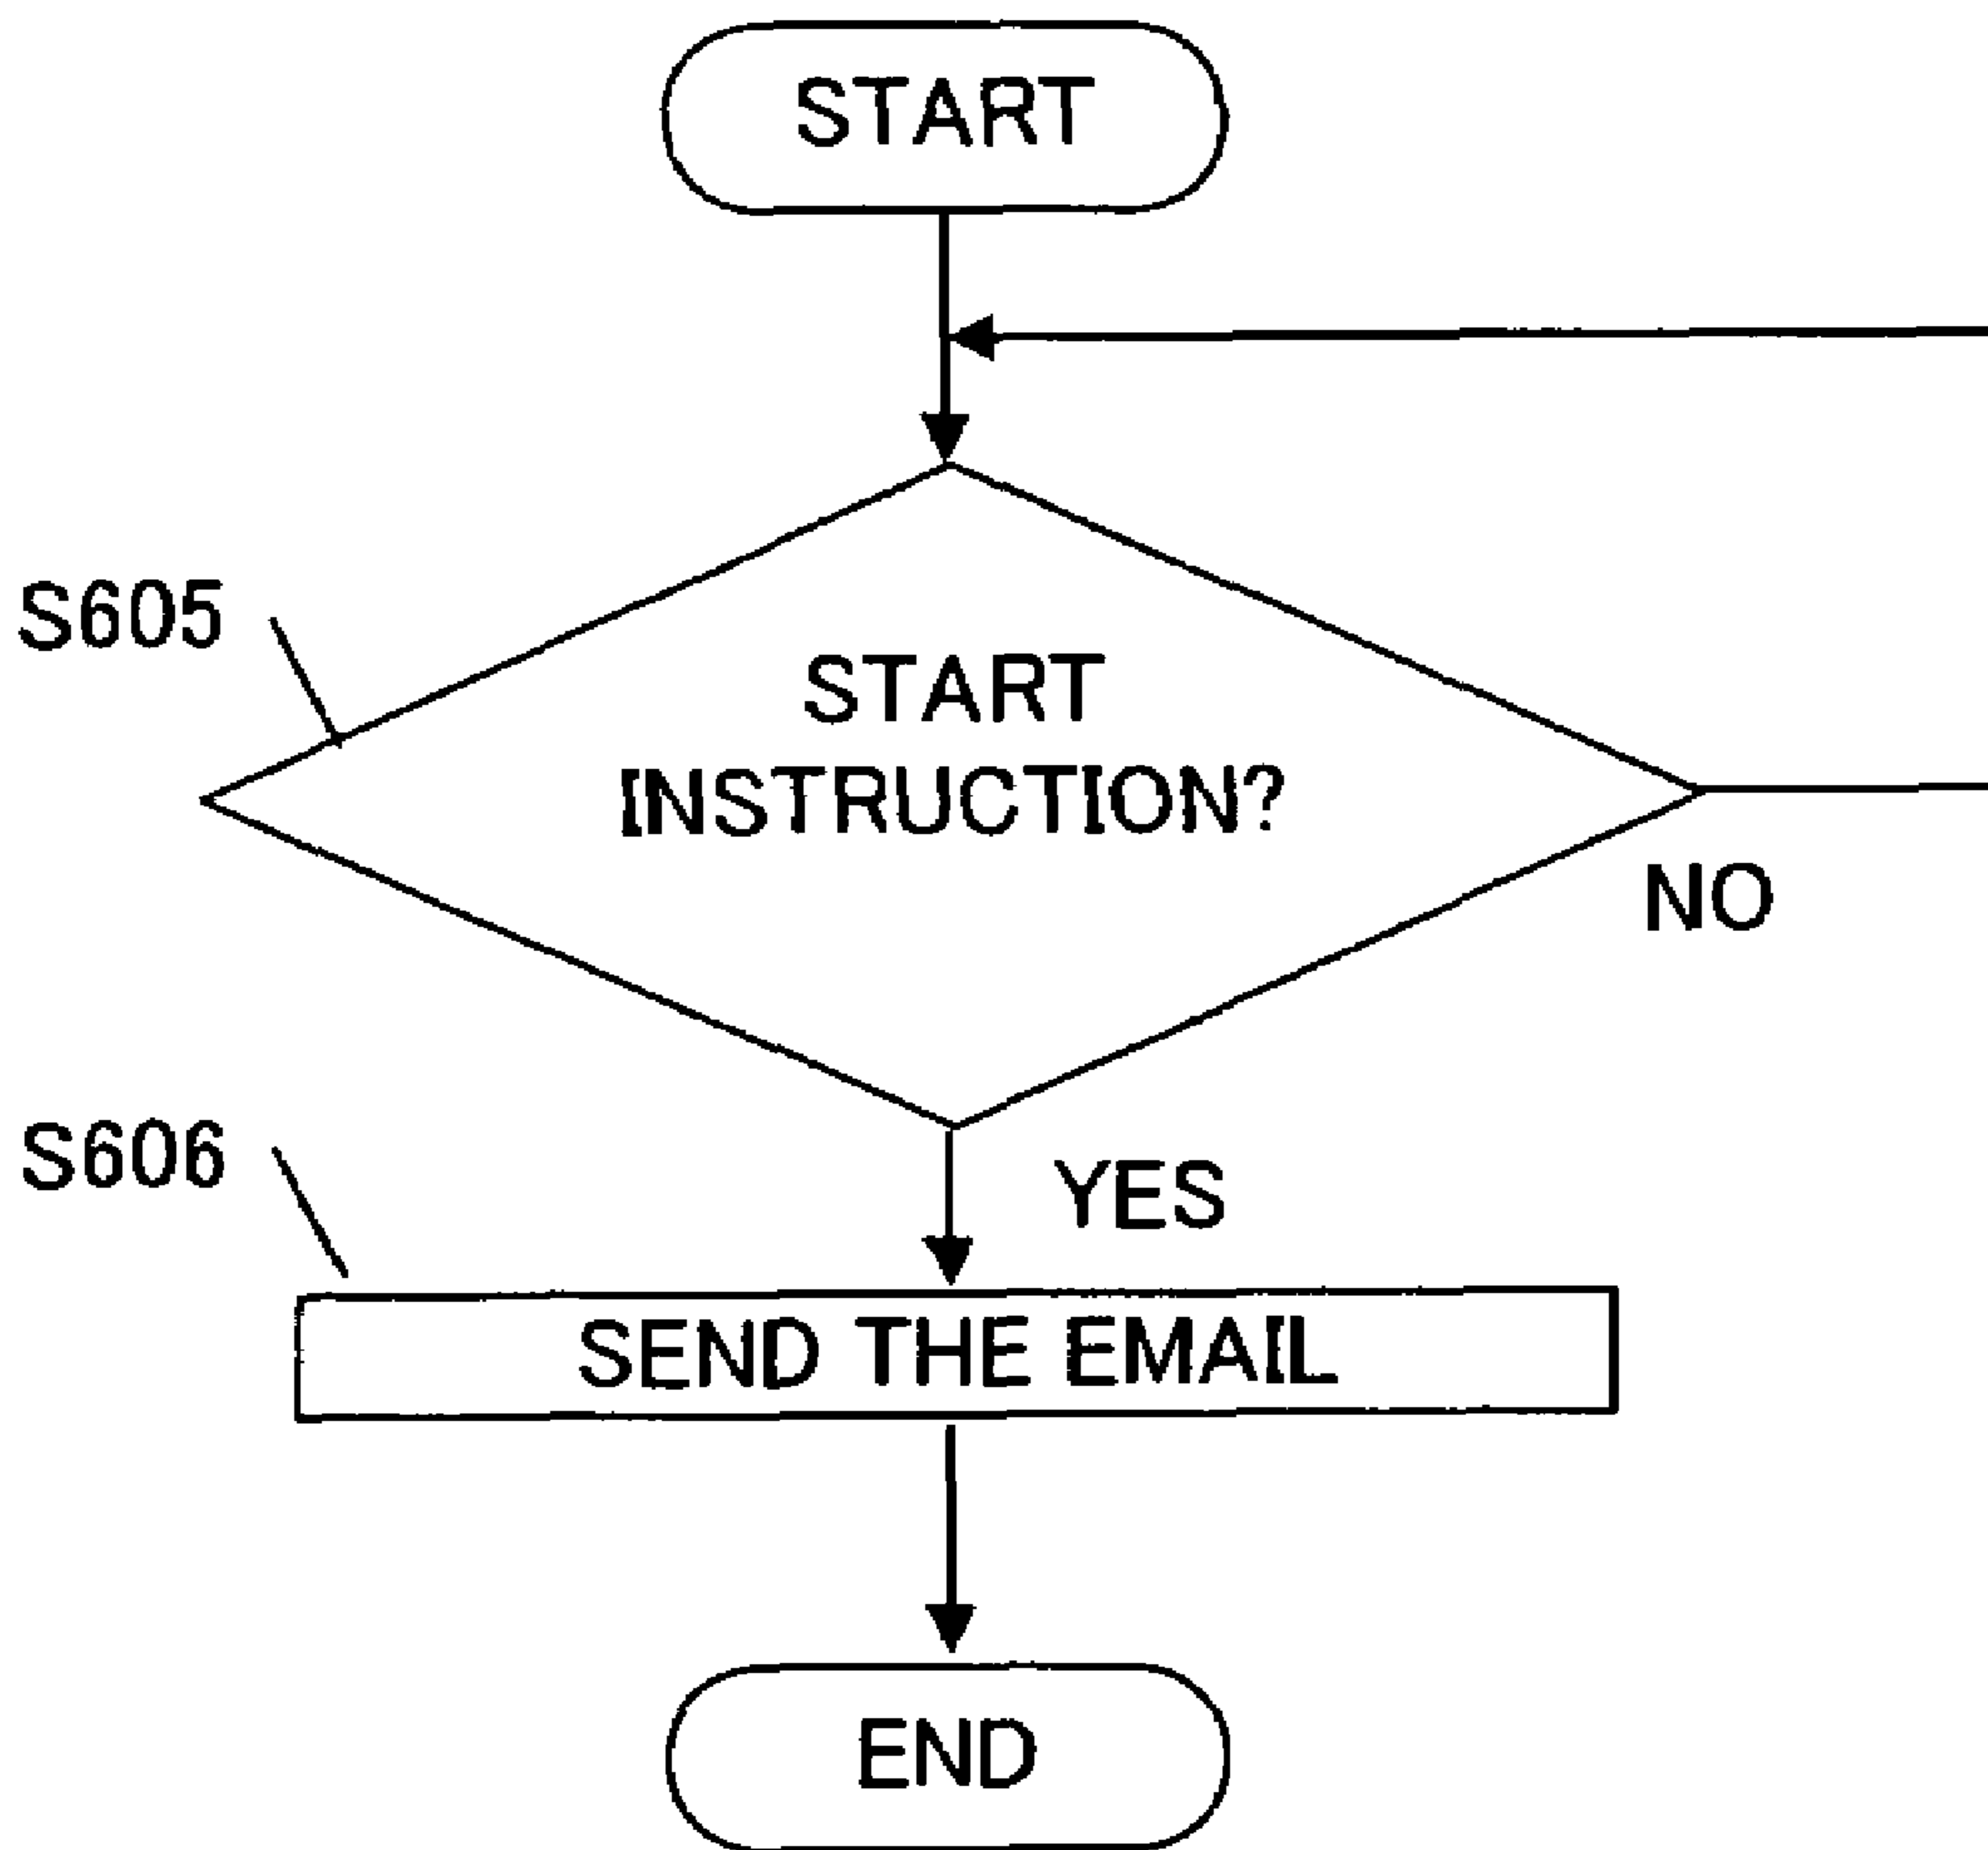 START
S605
START
INSTRUCTION?
NO
S606
YES
SEND THE EMAIL
END